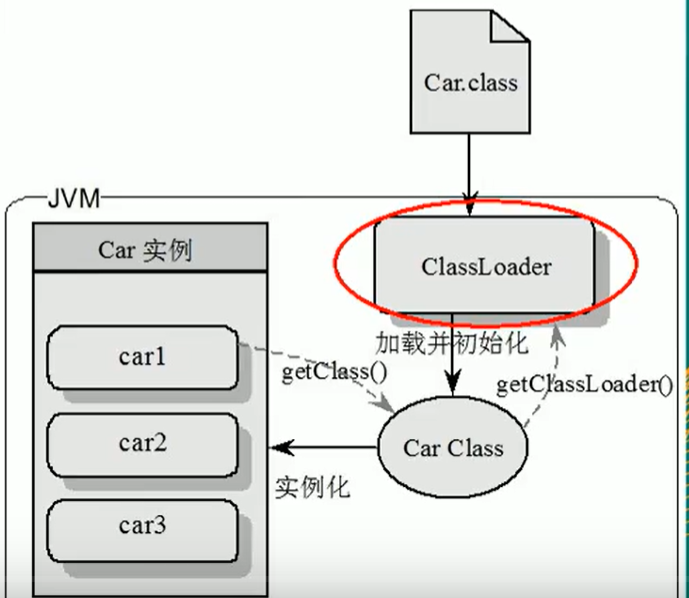 Car.class
JVM
Car 实例
ClassLoader
加载并初始化
car1
getClass()
getClassLoader()
car2
Car Class
实例化
car3